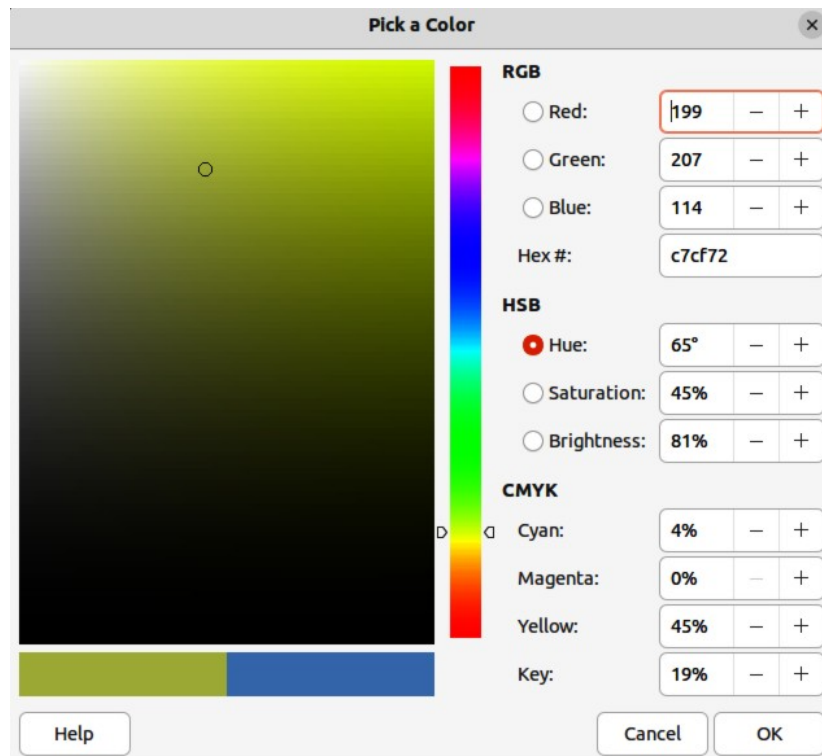 Pick a Color
RGB
Red: 199
Green: 207
Blue: 114
Hex #: c7cf72
HSB
Hue: 65°
Saturation: 45%
Brightness: 81%
CMYK
Cyan: 4%
Magenta: 0%
Yellow: 45%
Key: 19%
Help Cancel OK